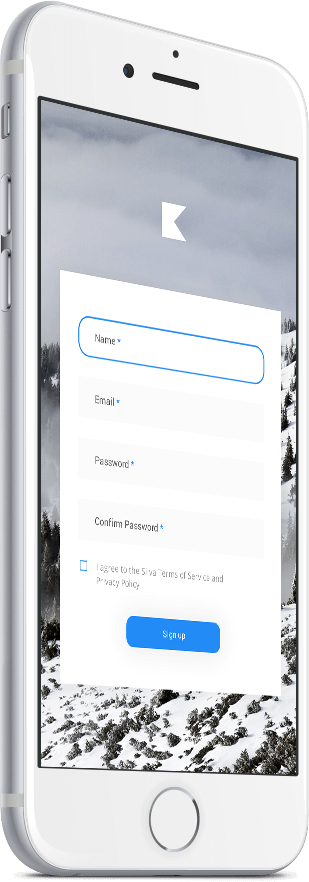 Name *
Email *
Password *
Confirm Password *
I agree to the Silva Terms of Service and
Privacy Policy
Sign up